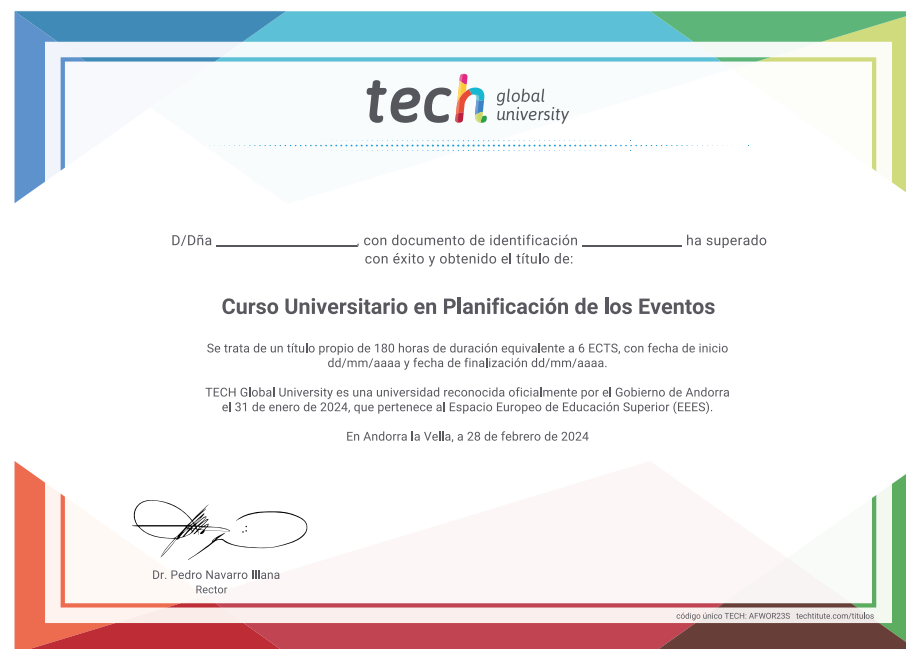 tech global university
D/Dña ____________, con documento de identificación ____________ ha superado
con éxito y obtenido el título de:
Curso Universitario en Planificación de los Eventos
Se trata de un título propio de 180 horas de duración equivalente a 6 ECTS, con fecha de inicio
dd/mm/aaaa y fecha de finalización dd/mm/aaaa.
TECH Global University es una universidad reconocida oficialmente por el Gobierno de Andorra
el 31 de enero de 2024, que pertenece al Espacio Europeo de Educación Superior (EEES).
En Andorra la Vella, a 28 de febrero de 2024
Dr. Pedro Navarro Illana
Rector
código único TECH: AFWOR23S techtitute.com/titulos